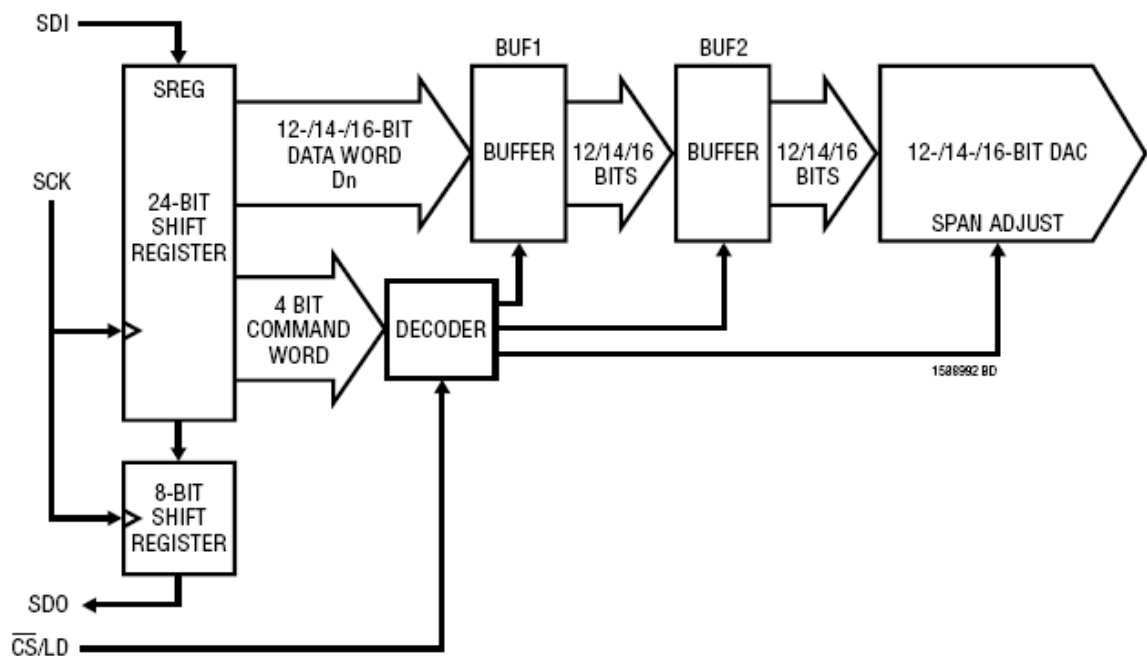 SDI
BUF1
BUF2
SREG
12-/14-/16-BIT
DATA WORD
Dn
BUFFER
12/14/16
BITS
BUFFER
12/14/16
BITS
12-/14-/16-BIT DAC
SPAN ADJUST
SCK
24-BIT
SHIFT
REGISTER
4 BIT
COMMAND
WORD
DECODER
1588992 BD
8-BIT
SHIFT
REGISTER
SDO
C̅S̅/LD